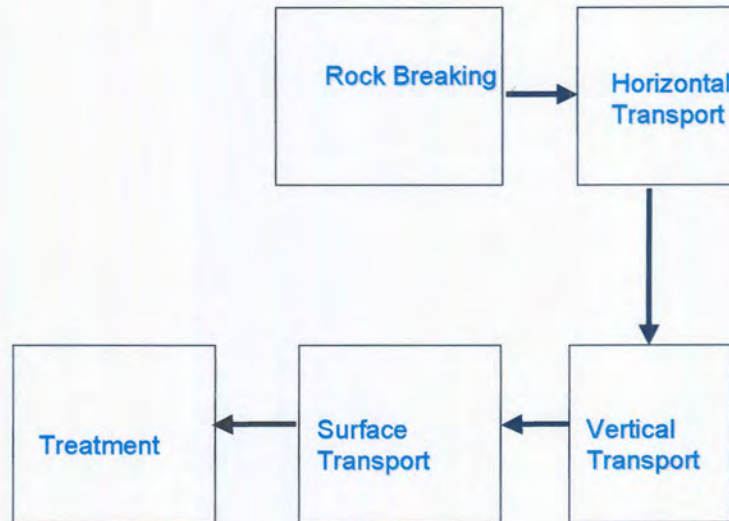 Rock Breaking
Horizontal
Transport
Treatment
Surface
Transport
Vertical
Transport